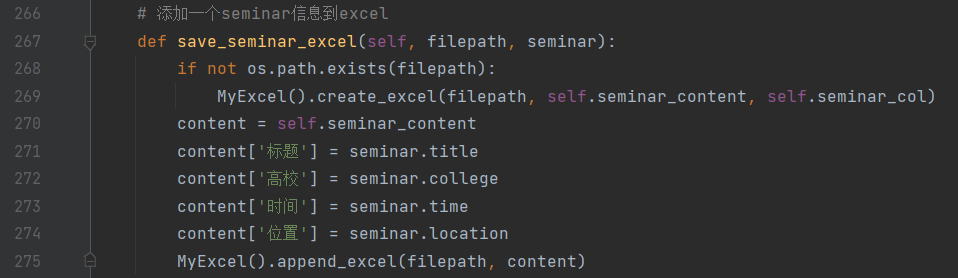 266 # 添加一个seminar信息到excel
267 def save_seminar_excel(self, filepath, seminar):
268 if not os.path.exists(filepath):
269 MyExcel().create_excel(filepath, self.seminar_content, self.seminar_col)
270 content = self.seminar_content
271 content['标题'] = seminar.title
272 content['高校'] = seminar.college
273 content['时间'] = seminar.time
274 content['位置'] = seminar.location
275 MyExcel().append_excel(filepath, content)